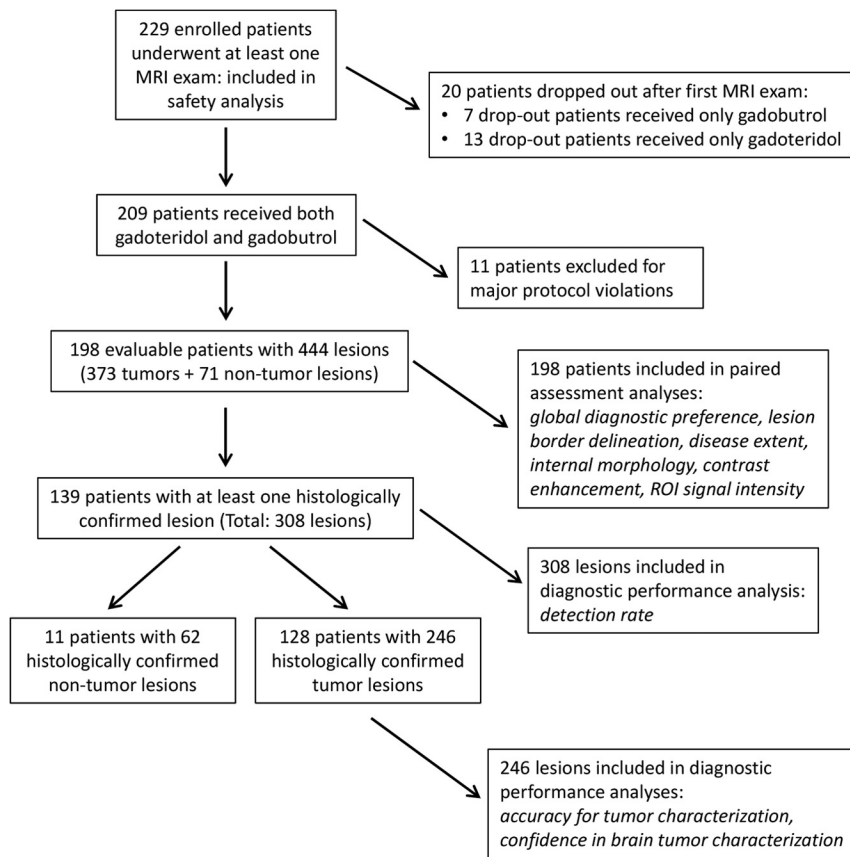 229 enrolled patients
underwent at least one
MRI exam: included in
safety analysis
20 patients dropped out after first MRI exam:
• 7 drop-out patients received only gadobutrol
• 13 drop-out patients received only gadoteridol
209 patients received both
gadoteridol and gadobutrol
11 patients excluded for
major protocol violations
198 evaluable patients with 444 lesions
(373 tumors + 71 non-tumor lesions)
198 patients included in paired
assessment analyses:
global diagnostic preference, lesion
border delineation, disease extent,
internal morphology, contrast
enhancement, ROI signal intensity
139 patients with at least one histologically
confirmed lesion (Total: 308 lesions)
308 lesions included in
diagnostic performance analysis:
detection rate
11 patients with 62
histologically confirmed
non-tumor lesions
128 patients with 246
histologically confirmed
tumor lesions
246 lesions included in diagnostic
performance analyses:
accuracy for tumor characterization,
confidence in brain tumor characterization